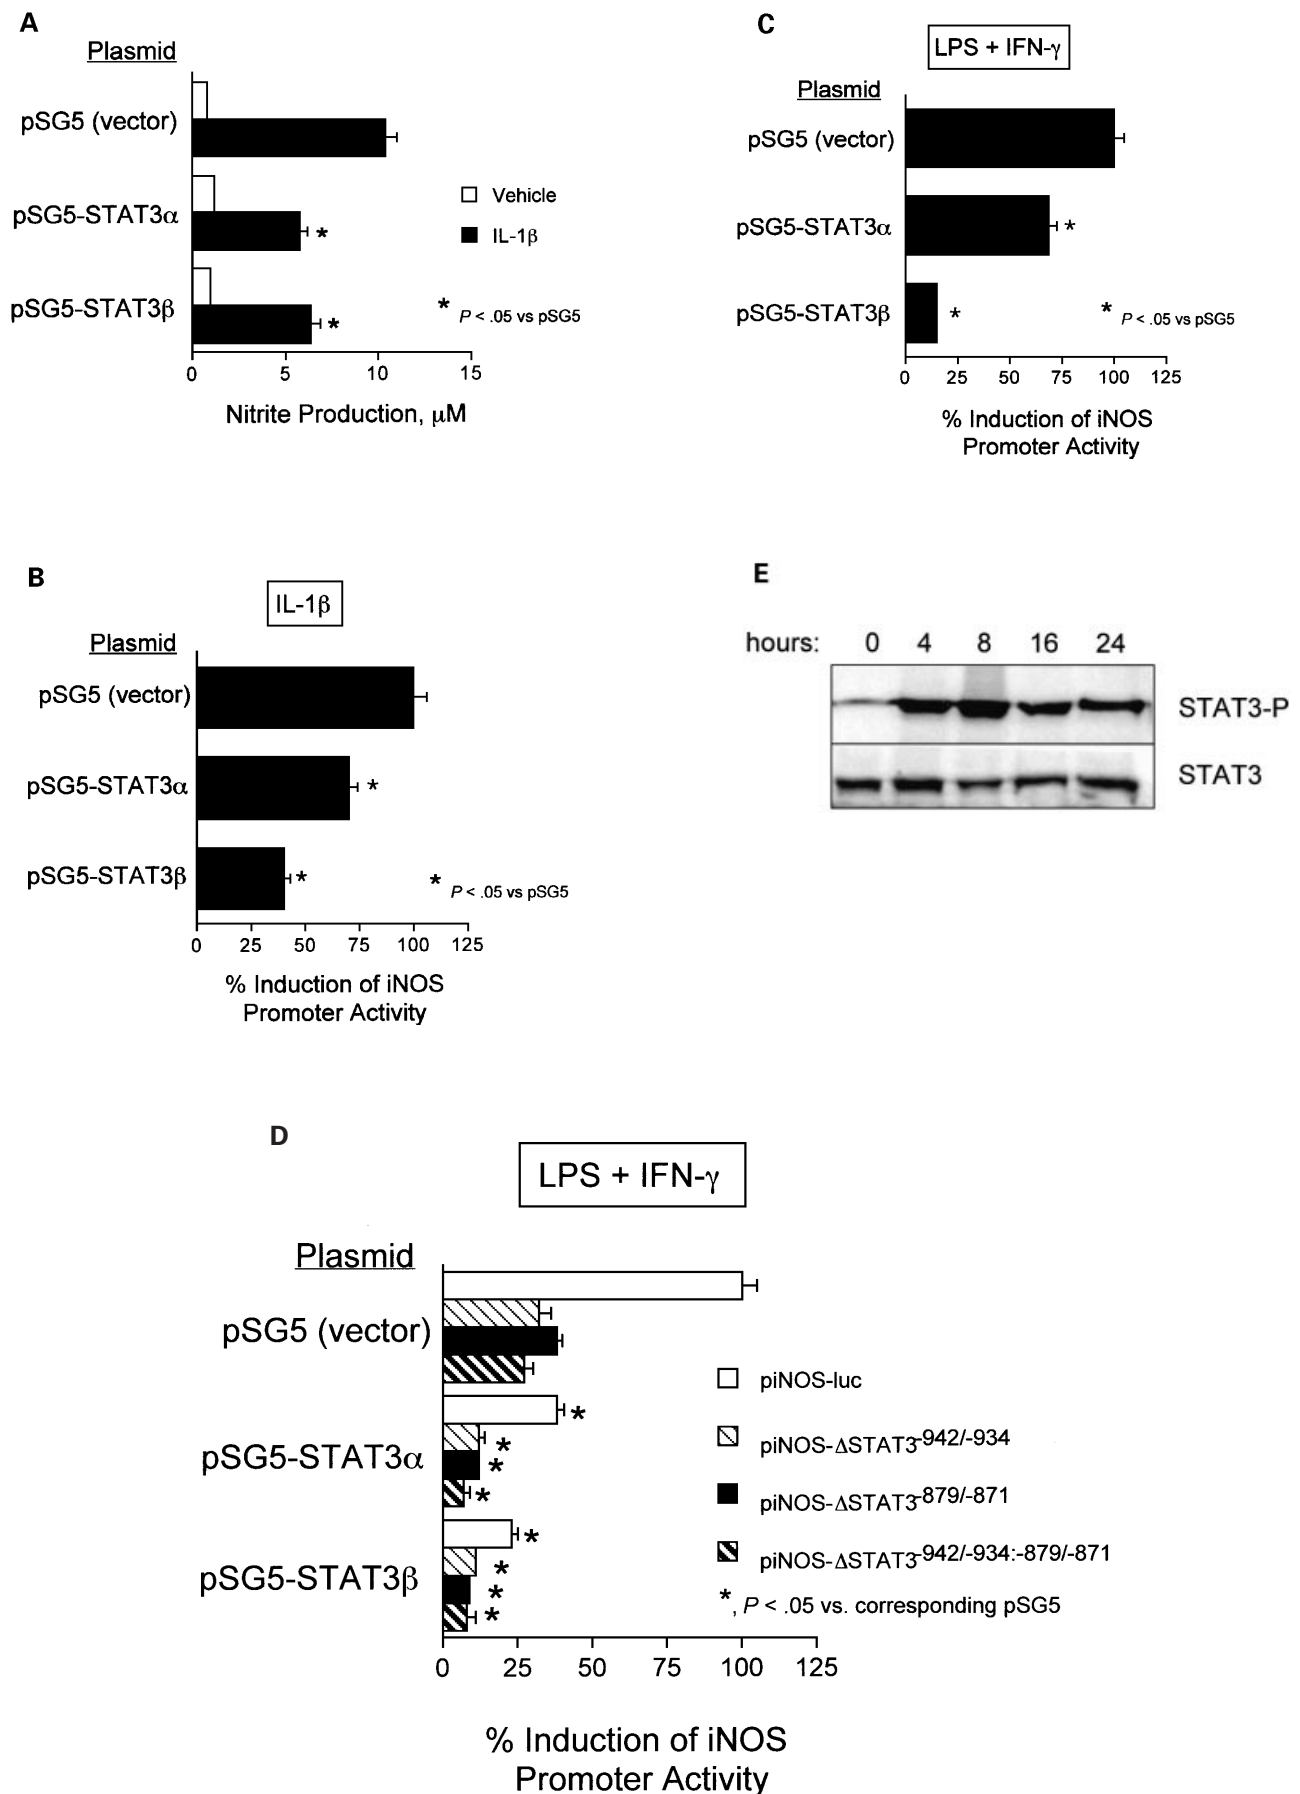 A
Plasmid
pSG5 (vector)
pSG5-STAT3α
pSG5-STAT3β
Vehicle
IL-1β
*
*
* P < .05 vs pSG5
0 5 10 15
Nitrite Production, μM
C
LPS + IFN-γ
Plasmid
pSG5 (vector)
pSG5-STAT3α
*
pSG5-STAT3β
*
* P < .05 vs pSG5
0 25 50 75 100 125
% Induction of iNOS
Promoter Activity
B
IL-1β
Plasmid
pSG5 (vector)
pSG5-STAT3α
*
pSG5-STAT3β
*
* P < .05 vs pSG5
0 25 50 75 100 125
% Induction of iNOS
Promoter Activity
E
hours: 0 4 8 16 24
STAT3-P
STAT3
D
LPS + IFN-γ
Plasmid
pSG5 (vector)
pSG5-STAT3α
*
*
*
*
pSG5-STAT3β
*
*
*
*
piNOS-luc
piNOS-ΔSTAT3-942/-934
piNOS-ΔSTAT3-879/-871
piNOS-ΔSTAT3-942/-934:-879/-871
*, P < .05 vs. corresponding pSG5
0 25 50 75 100 125
% Induction of iNOS
Promoter Activity